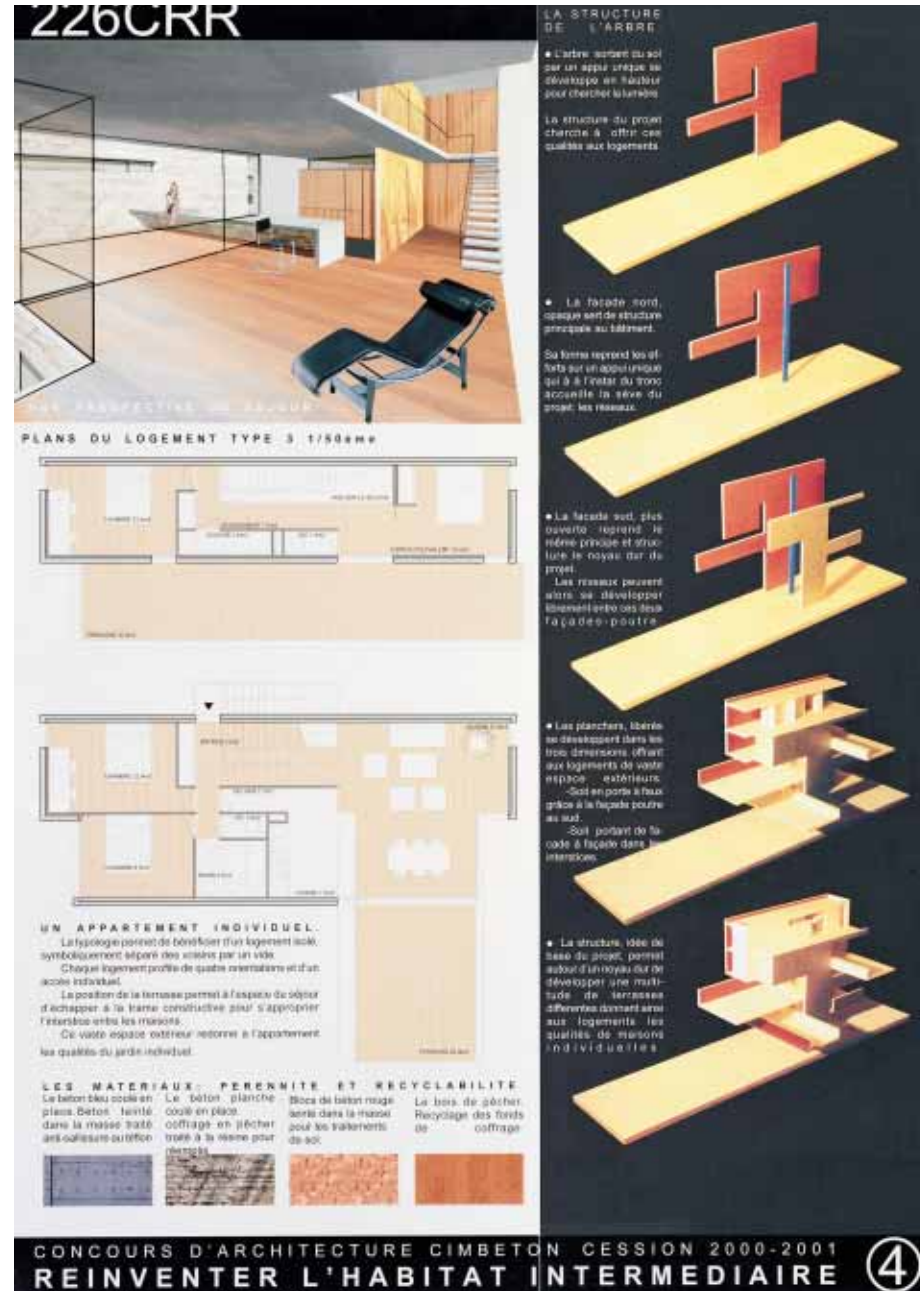 226CRR
UNE PERSPECTIVE DU SEJOUR
PLANS DU LOGEMENT TYPE 3 1/50ème
UN APPARTEMENT INDIVIDUEL.
La typologie permet de bénéficier d'un logement isolé,
symboliquement séparé des voisins par un vide.
Chaque logement profite de quatre orientations et d'un
accès individuel.
La position de la terrasse permet à l'espace du séjour
d'échapper à la trame constructive pour s'approprier
l'interstice entre les maisons.
Ce vaste espace extérieur redonne à l'appartement
les qualités du jardin individuel.
LES MATERIAUX: PERENNITE ET RECYCLABILITE
Le béton bleu coulé en
place. Béton teinté
dans la masse traité
anti salissure au téflon
Le béton planche
coulé en place.
coffrage en pêcher
traité à la résine pour
réemploi
Blocs de béton rouge
teinté dans la masse
pour les traitements
de sol.
Le bois de pêcher.
Recyclage des fonds
de coffrage
LA STRUCTURE
DE L'ARBRE
• L'arbre sortant du sol
par un appui unique se
développe en hauteur
pour chercher la lumière
La structure du projet
cherche à offrir ces
qualités aux logements.
• La facade nord,
opaque sert de structure
principale au bâtiment.
Sa forme reprend les ef-
forts sur un appui unique
qui à à l'instar du tronc
accueille la sève du
projet: les réseaux.
• La facade sud, plus
ouverte reprend le
même principe et struc-
ture le noyau dur du
projet.
Les niveaux peuvent
alors se développer
librement entre ces deux
façades-poutre
• Les planchers, libérés
se développent dans les
trois dimensions offrant
aux logements de vaste
espace extérieurs.
-Soit en porte à faux
grâce à la façade poutre
au sud.
-Soit portant de fa-
cade à façade dans les
interstices.
• La structure, idée de
base du projet, permet
autour d'un noyau dur de
développer une multi-
tude de terrasses
differentes donnant ainsi
aux logements les
qualités de maisons
individuelles
CONCOURS D'ARCHITECTURE CIMBETON CESSION 2000-2001
REINVENTER L'HABITAT INTERMEDIAIRE 4